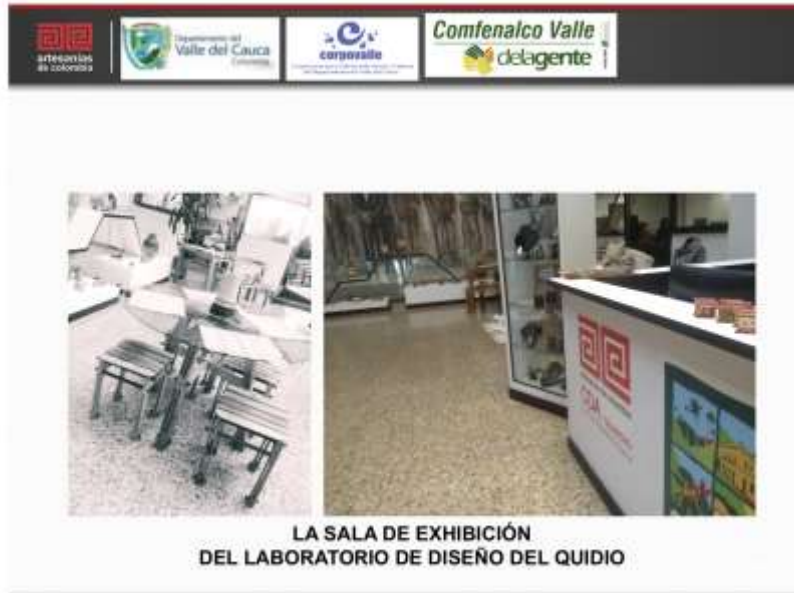 artesanías
de colombia
Departamento del
Valle del Cauca
corpovalle
Comfenalco Valle
delagente
LA SALA DE EXHIBICIÓN
DEL LABORATORIO DE DISEÑO DEL QUIDIO